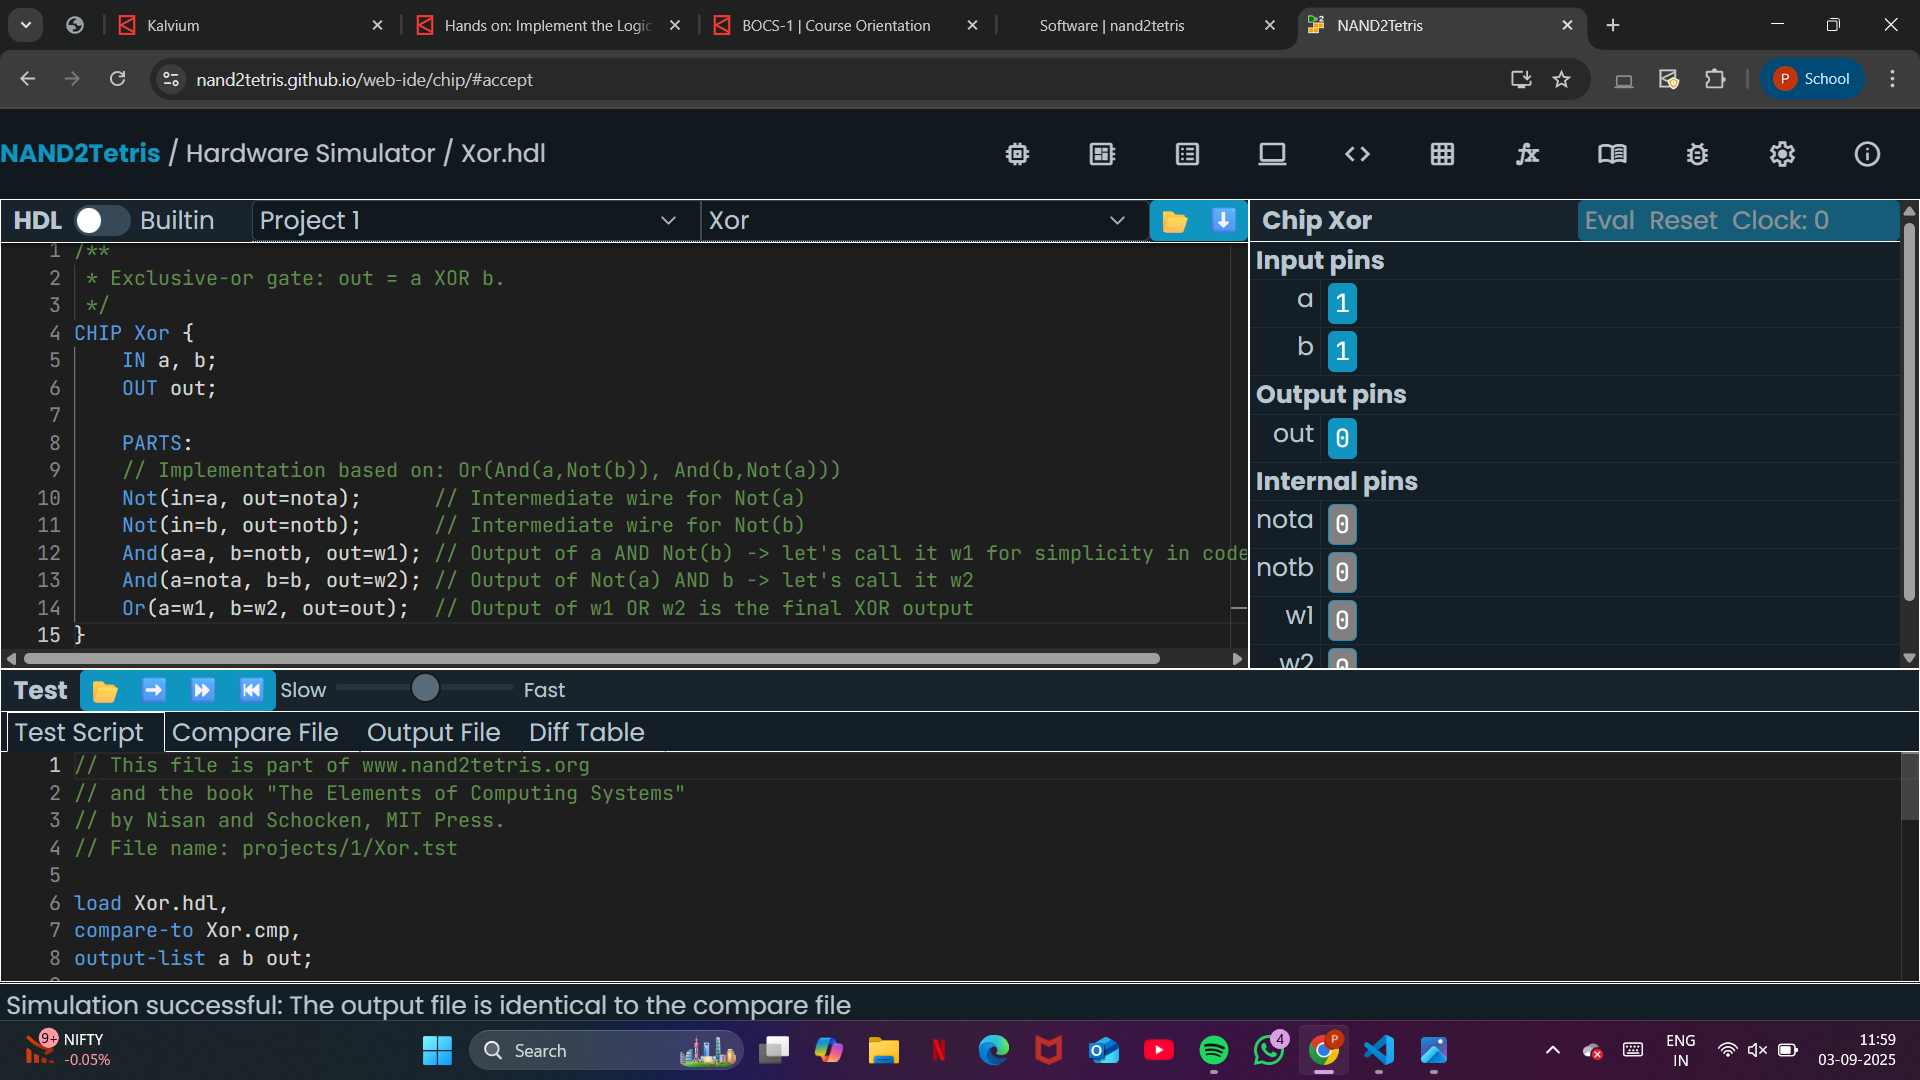 Kalvium
Hands on: Implement the Logic
BOCS-1 | Course Orientation
Software | nand2tetris
NAND2Tetris
nand2tetris.github.io/web-ide/chip/#accept
P School
NAND2Tetris / Hardware Simulator / Xor.hdl
HDL Builtin Project 1 Xor
1 /**
2 * Exclusive-or gate: out = a XOR b.
3 */
4 CHIP Xor {
5 IN a, b;
6 OUT out;
7
8 PARTS:
9 // Implementation based on: Or(And(a,Not(b)), And(b,Not(a)))
10 Not(in=a, out=nota); // Intermediate wire for Not(a)
11 Not(in=b, out=notb); // Intermediate wire for Not(b)
12 And(a=a, b=notb, out=w1); // Output of a AND Not(b) -> let's call it w1 for simplicity in code
13 And(a=nota, b=b, out=w2); // Output of Not(a) AND b -> let's call it w2
14 Or(a=w1, b=w2, out=out); // Output of w1 OR w2 is the final XOR output
15 }
Chip Xor Eval Reset Clock: 0
Input pins
a 1
b 1
Output pins
out 0
Internal pins
nota 0
notb 0
w1 0
w2 0
Test Slow Fast
Test Script Compare File Output File Diff Table
1 // This file is part of www.nand2tetris.org
2 // and the book "The Elements of Computing Systems"
3 // by Nisan and Schocken, MIT Press.
4 // File name: projects/1/Xor.tst
5
6 load Xor.hdl,
7 compare-to Xor.cmp,
8 output-list a b out;
Simulation successful: The output file is identical to the compare file
9+ NIFTY
-0.05%
Search
4
P
ENG
IN
11:59
03-09-2025